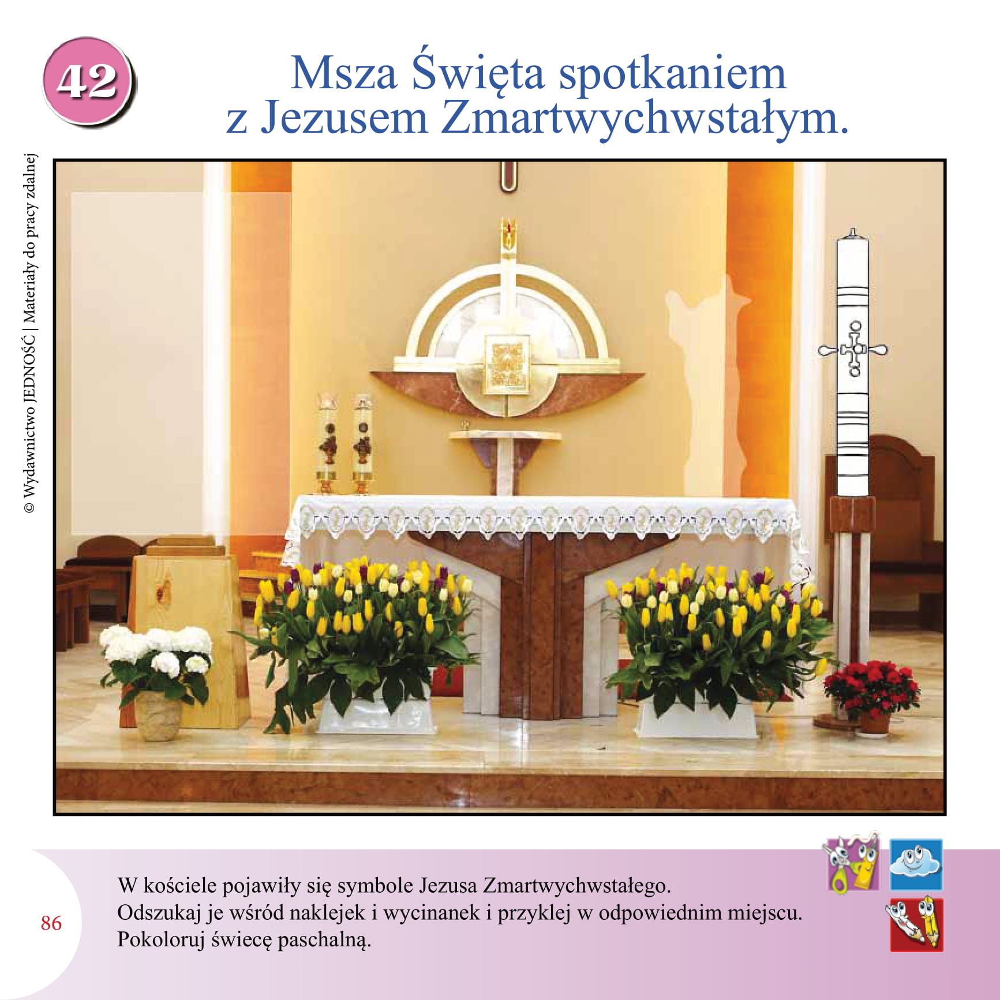 42
Msza Święta spotkaniem
z Jezusem Zmartwychwstałym.
© Wydawnictwo JEDNOŚĆ | Materiały do pracy zdalnej
W kościele pojawiły się symbole Jezusa Zmartwychwstałego.
Odszukaj je wśród naklejek i wycinanek i przyklej w odpowiednim miejscu.
Pokoloruj świecę paschalną.
86